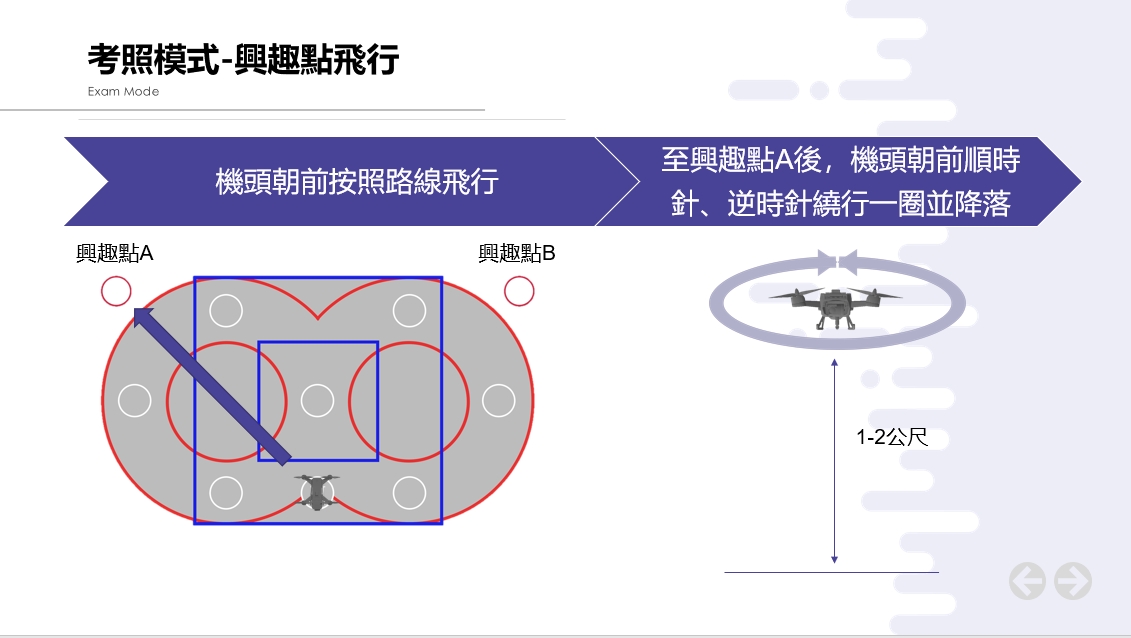 考照模式-興趣點飛行
Exam Mode
機頭朝前按照路線飛行
至興趣點A後，機頭朝前順時
針、逆時針繞行一圈並降落
興趣點A
興趣點B
1-2公尺